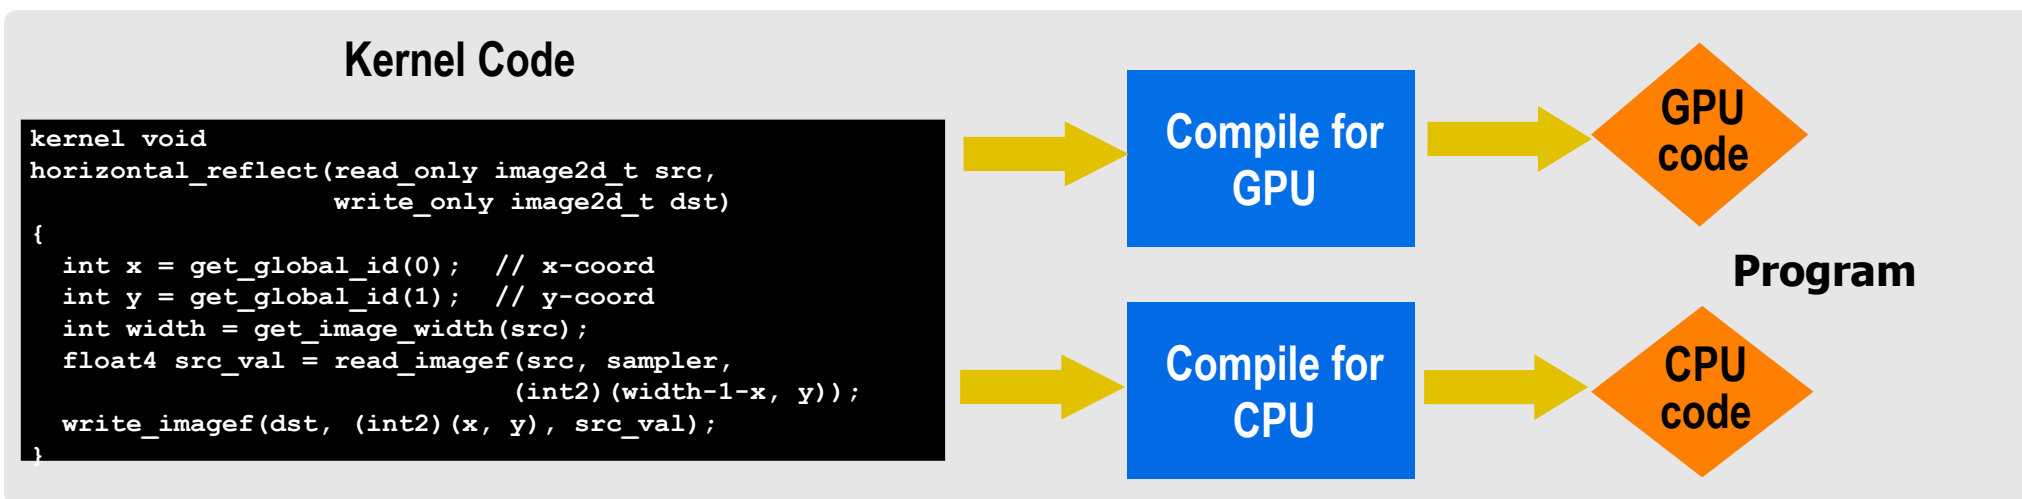 Kernel Code
kernel void
horizontal_reflect(read_only image2d_t src,
                   write_only image2d_t dst)
{
  int x = get_global_id(0);  // x-coord
  int y = get_global_id(1);  // y-coord
  int width = get_image_width(src);
  float4 src_val = read_imagef(src, sampler,
                              (int2)(width-1-x, y));
  write_imagef(dst, (int2)(x, y), src_val);
}
Compile for
GPU
GPU
code
Program
Compile for
CPU
CPU
code